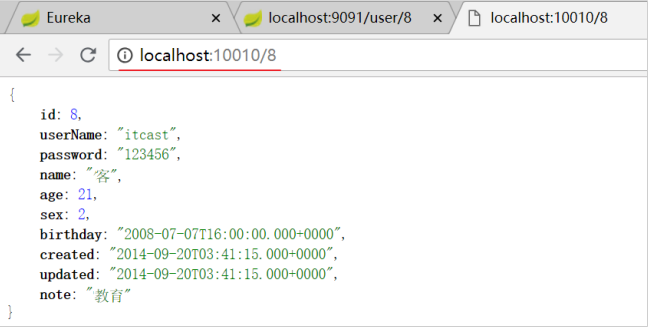 Eureka
localhost:9091/user/8
localhost:10010/8
localhost:10010/8
{
id: 8,
userName: "itcast",
password: "123456",
name: "客",
age: 21,
sex: 2,
birthday: "2008-07-07T16:00:00.000+0000",
created: "2014-09-20T03:41:15.000+0000",
updated: "2014-09-20T03:41:15.000+0000",
note: "教育"
}